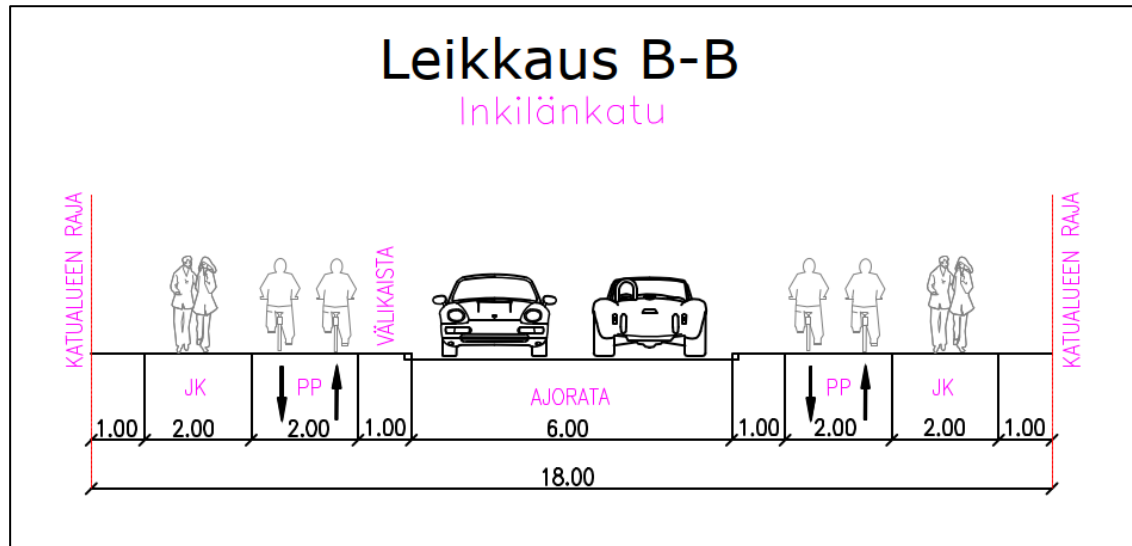 Leikkaus B-B
Inkilänkatu
KATUALUEEN RAJA
VÄLIKAISTA
KATUALUEEN RAJA
JK
PP
AJORATA
PP
JK
1.00 2.00 2.00 1.00 6.00 1.00 2.00 2.00 1.00
18.00